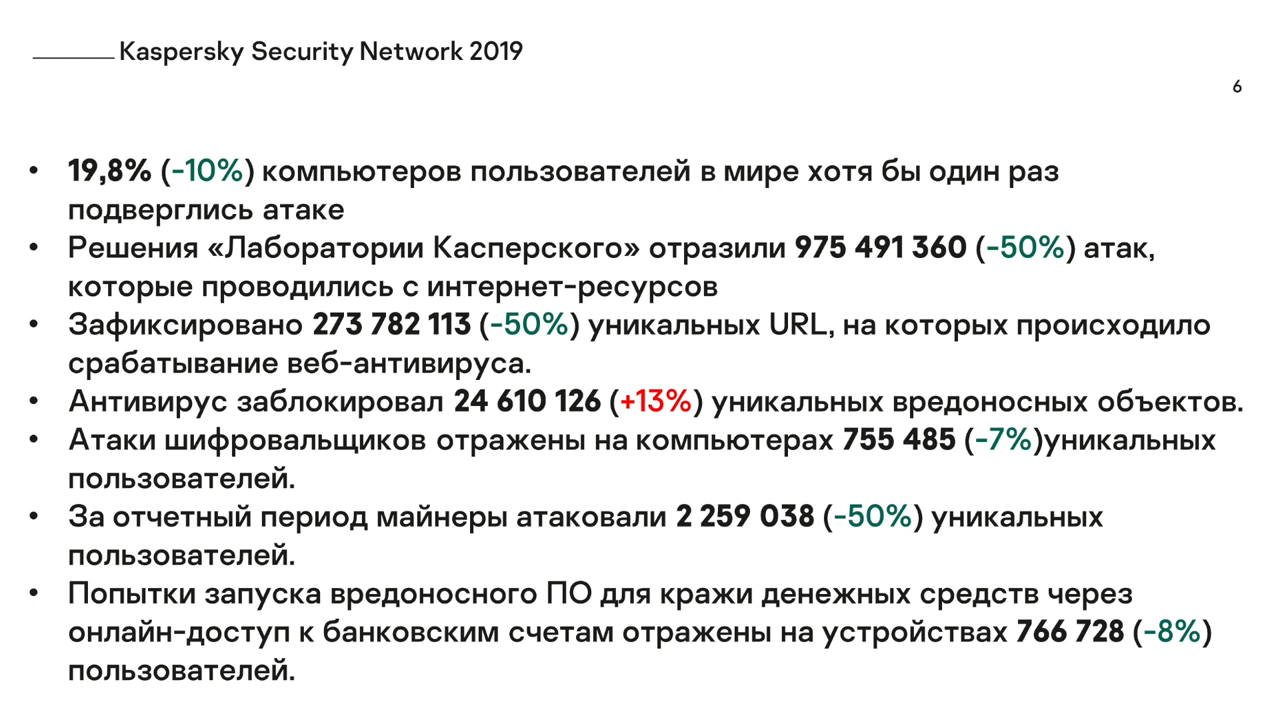 Kaspersky Security Network 2019
6
• 19,8% (-10%) компьютеров пользователей в мире хотя бы один раз
подверглись атаке
• Решения «Лаборатории Касперского» отразили 975 491 360 (-50%) атак,
которые проводились с интернет-ресурсов
• Зафиксировано 273 782 113 (-50%) уникальных URL, на которых происходило
срабатывание веб-антивируса.
• Антивирус заблокировал 24 610 126 (+13%) уникальных вредоносных объектов.
• Атаки шифровальщиков отражены на компьютерах 755 485 (-7%)уникальных
пользователей.
• За отчетный период майнеры атаковали 2 259 038 (-50%) уникальных
пользователей.
• Попытки запуска вредоносного ПО для кражи денежных средств через
онлайн-доступ к банковским счетам отражены на устройствах 766 728 (-8%)
пользователей.